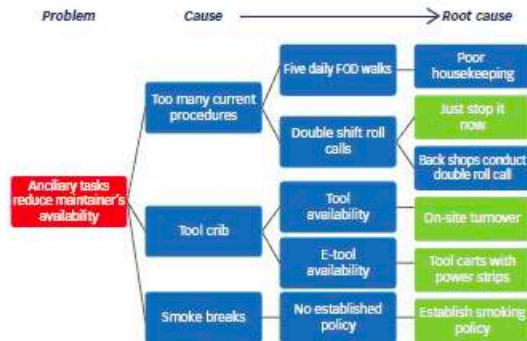 Problem
Cause
Root cause
Five daily FOD walks
Poor
housekeeping
Too many current
procedures
Just stop it
now
Double shift roll
calls
Back shops conduct
double roll call
Ancillary tasks
reduce maintainer's
availability
Tool crib
Tool
availability
On-site turnover
E-tool
availability
Tool carts with
power strips
Smoke breaks
No established
policy
Establish smoking
policy